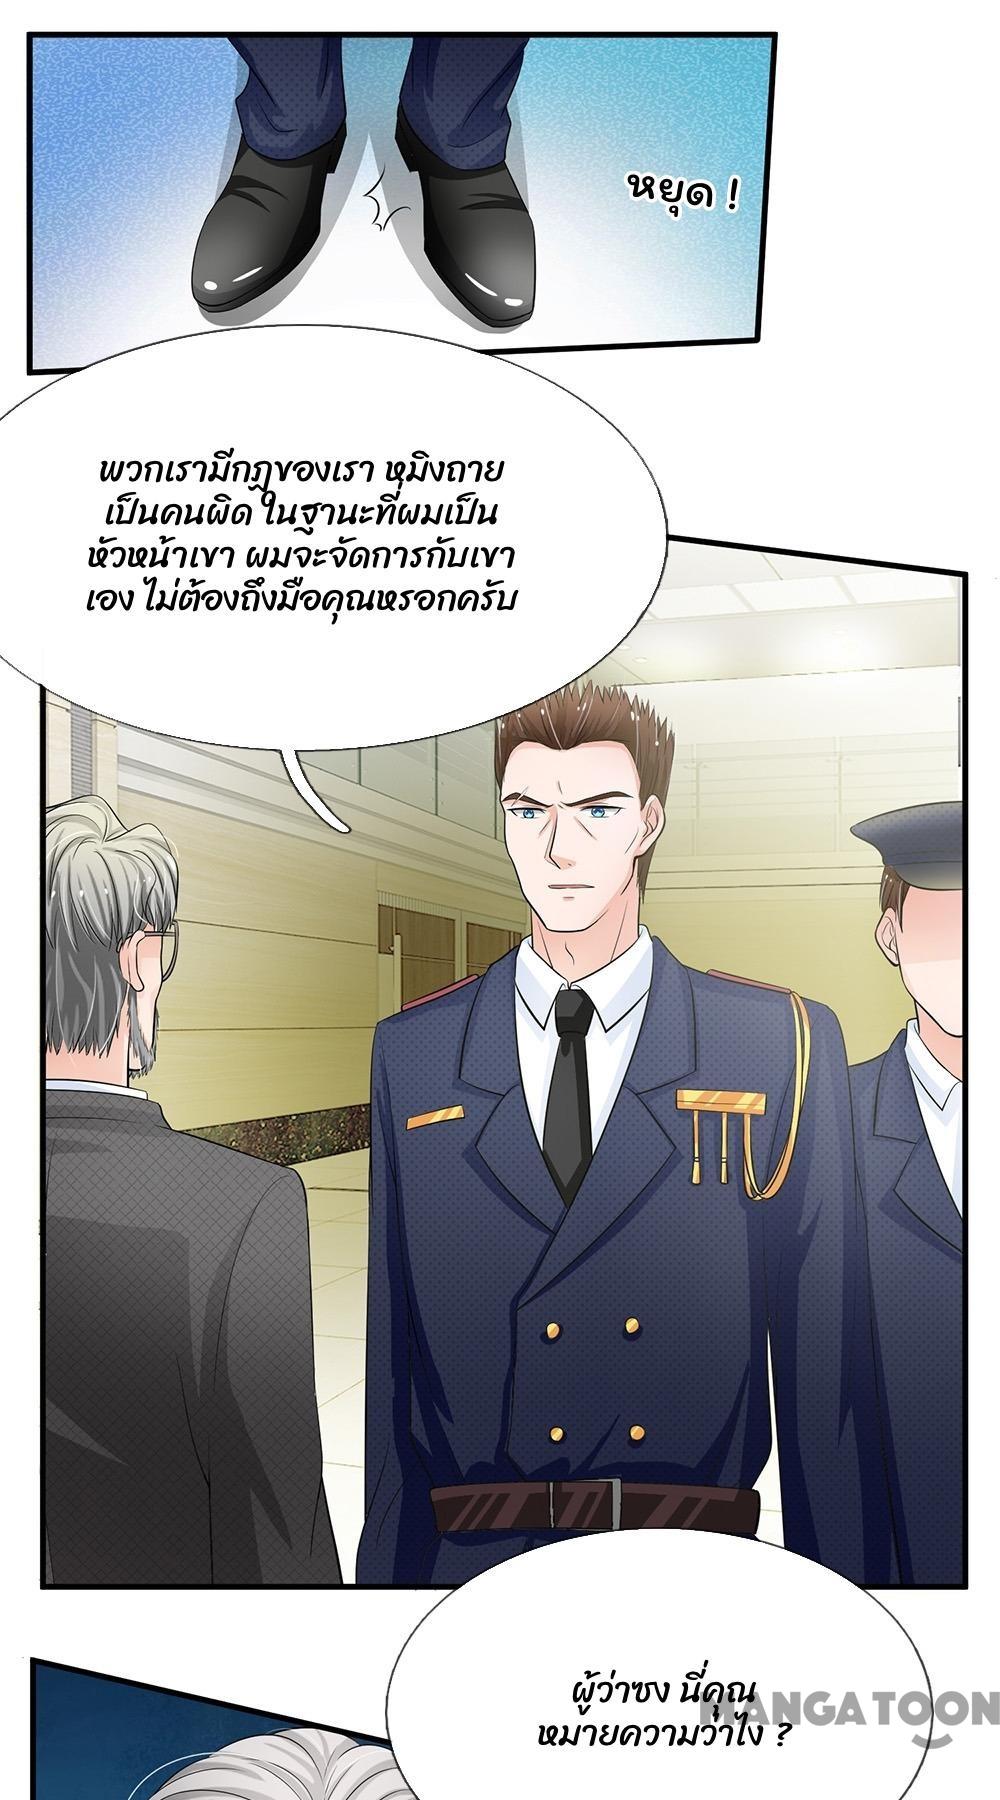 หยุด !
พวกเรามีกฎของเรา หมิงถาย
เป็นคนผิด ในฐานะที่ผมเป็น
หัวหน้าเขา ผมจะจัดการกับเขา
เอง ไม่ต้องถึงมือคุณหรอกครับ
ผู้ว่าซง นี่คุณ
หมายความว่าไง ?
MANGATOON